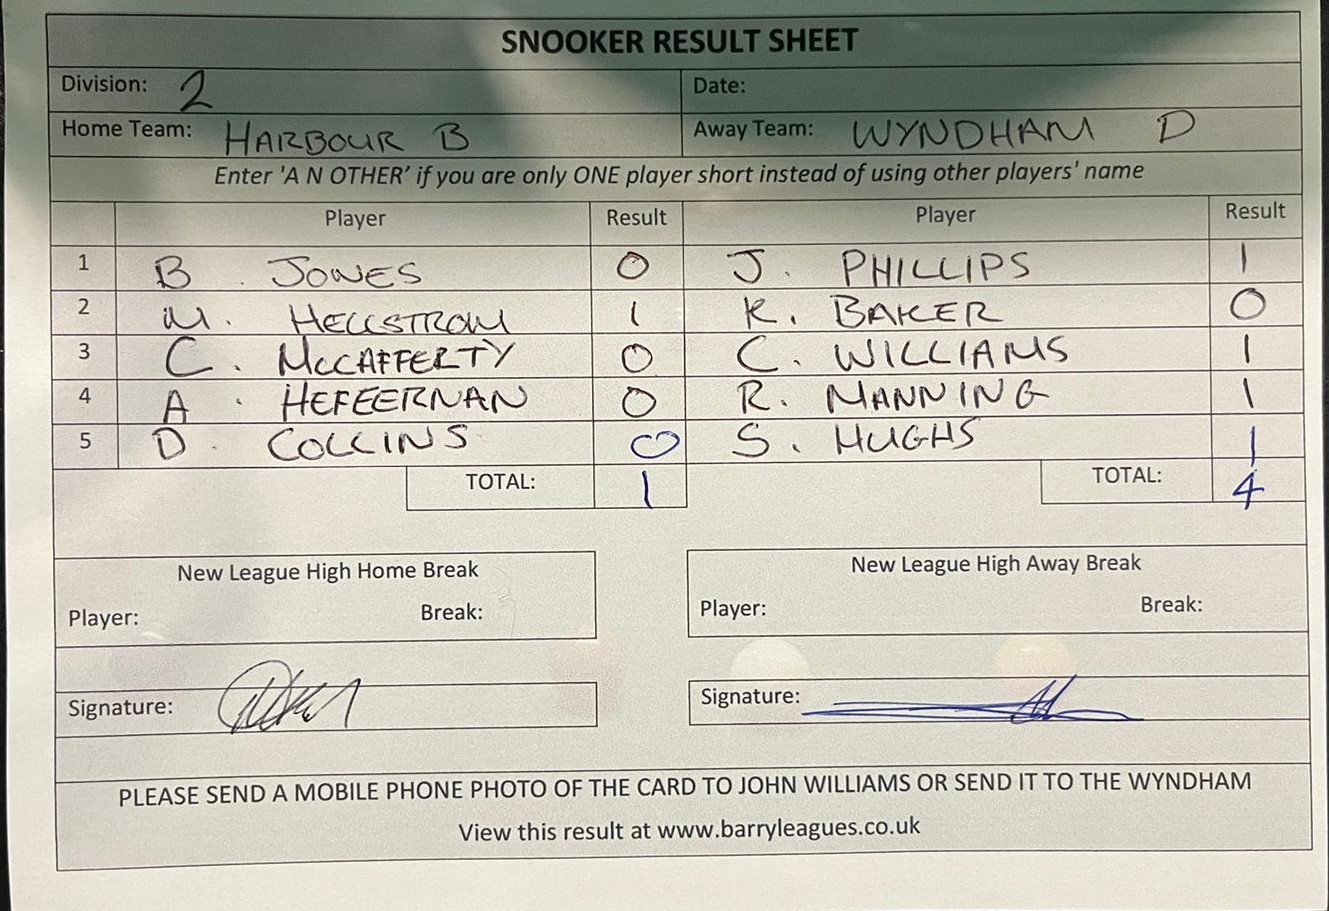 SNOOKER RESULT SHEET
Division: 2 Date:
Home Team: HARBOUR B Away Team: WYNDHAM D
Enter 'A N OTHER' if you are only ONE player short instead of using other players' name
Player Result Player Result
1 B. JONES 0 J. PHILLIPS 1
2 M. HELLSTROM 1 K. BAKER 0
3 C. MCCAFFERTY 0 C. WILLIAMS 1
4 A. HEFEERNAN 0 R. MANNING 1
5 D. COLLINS 0 S. HUGHS 1
TOTAL: 1 TOTAL: 4
New League High Home Break New League High Away Break
Player: Break: Player: Break:
Signature: Signature:
PLEASE SEND A MOBILE PHONE PHOTO OF THE CARD TO JOHN WILLIAMS OR SEND IT TO THE WYNDHAM
View this result at www.barryleagues.co.uk